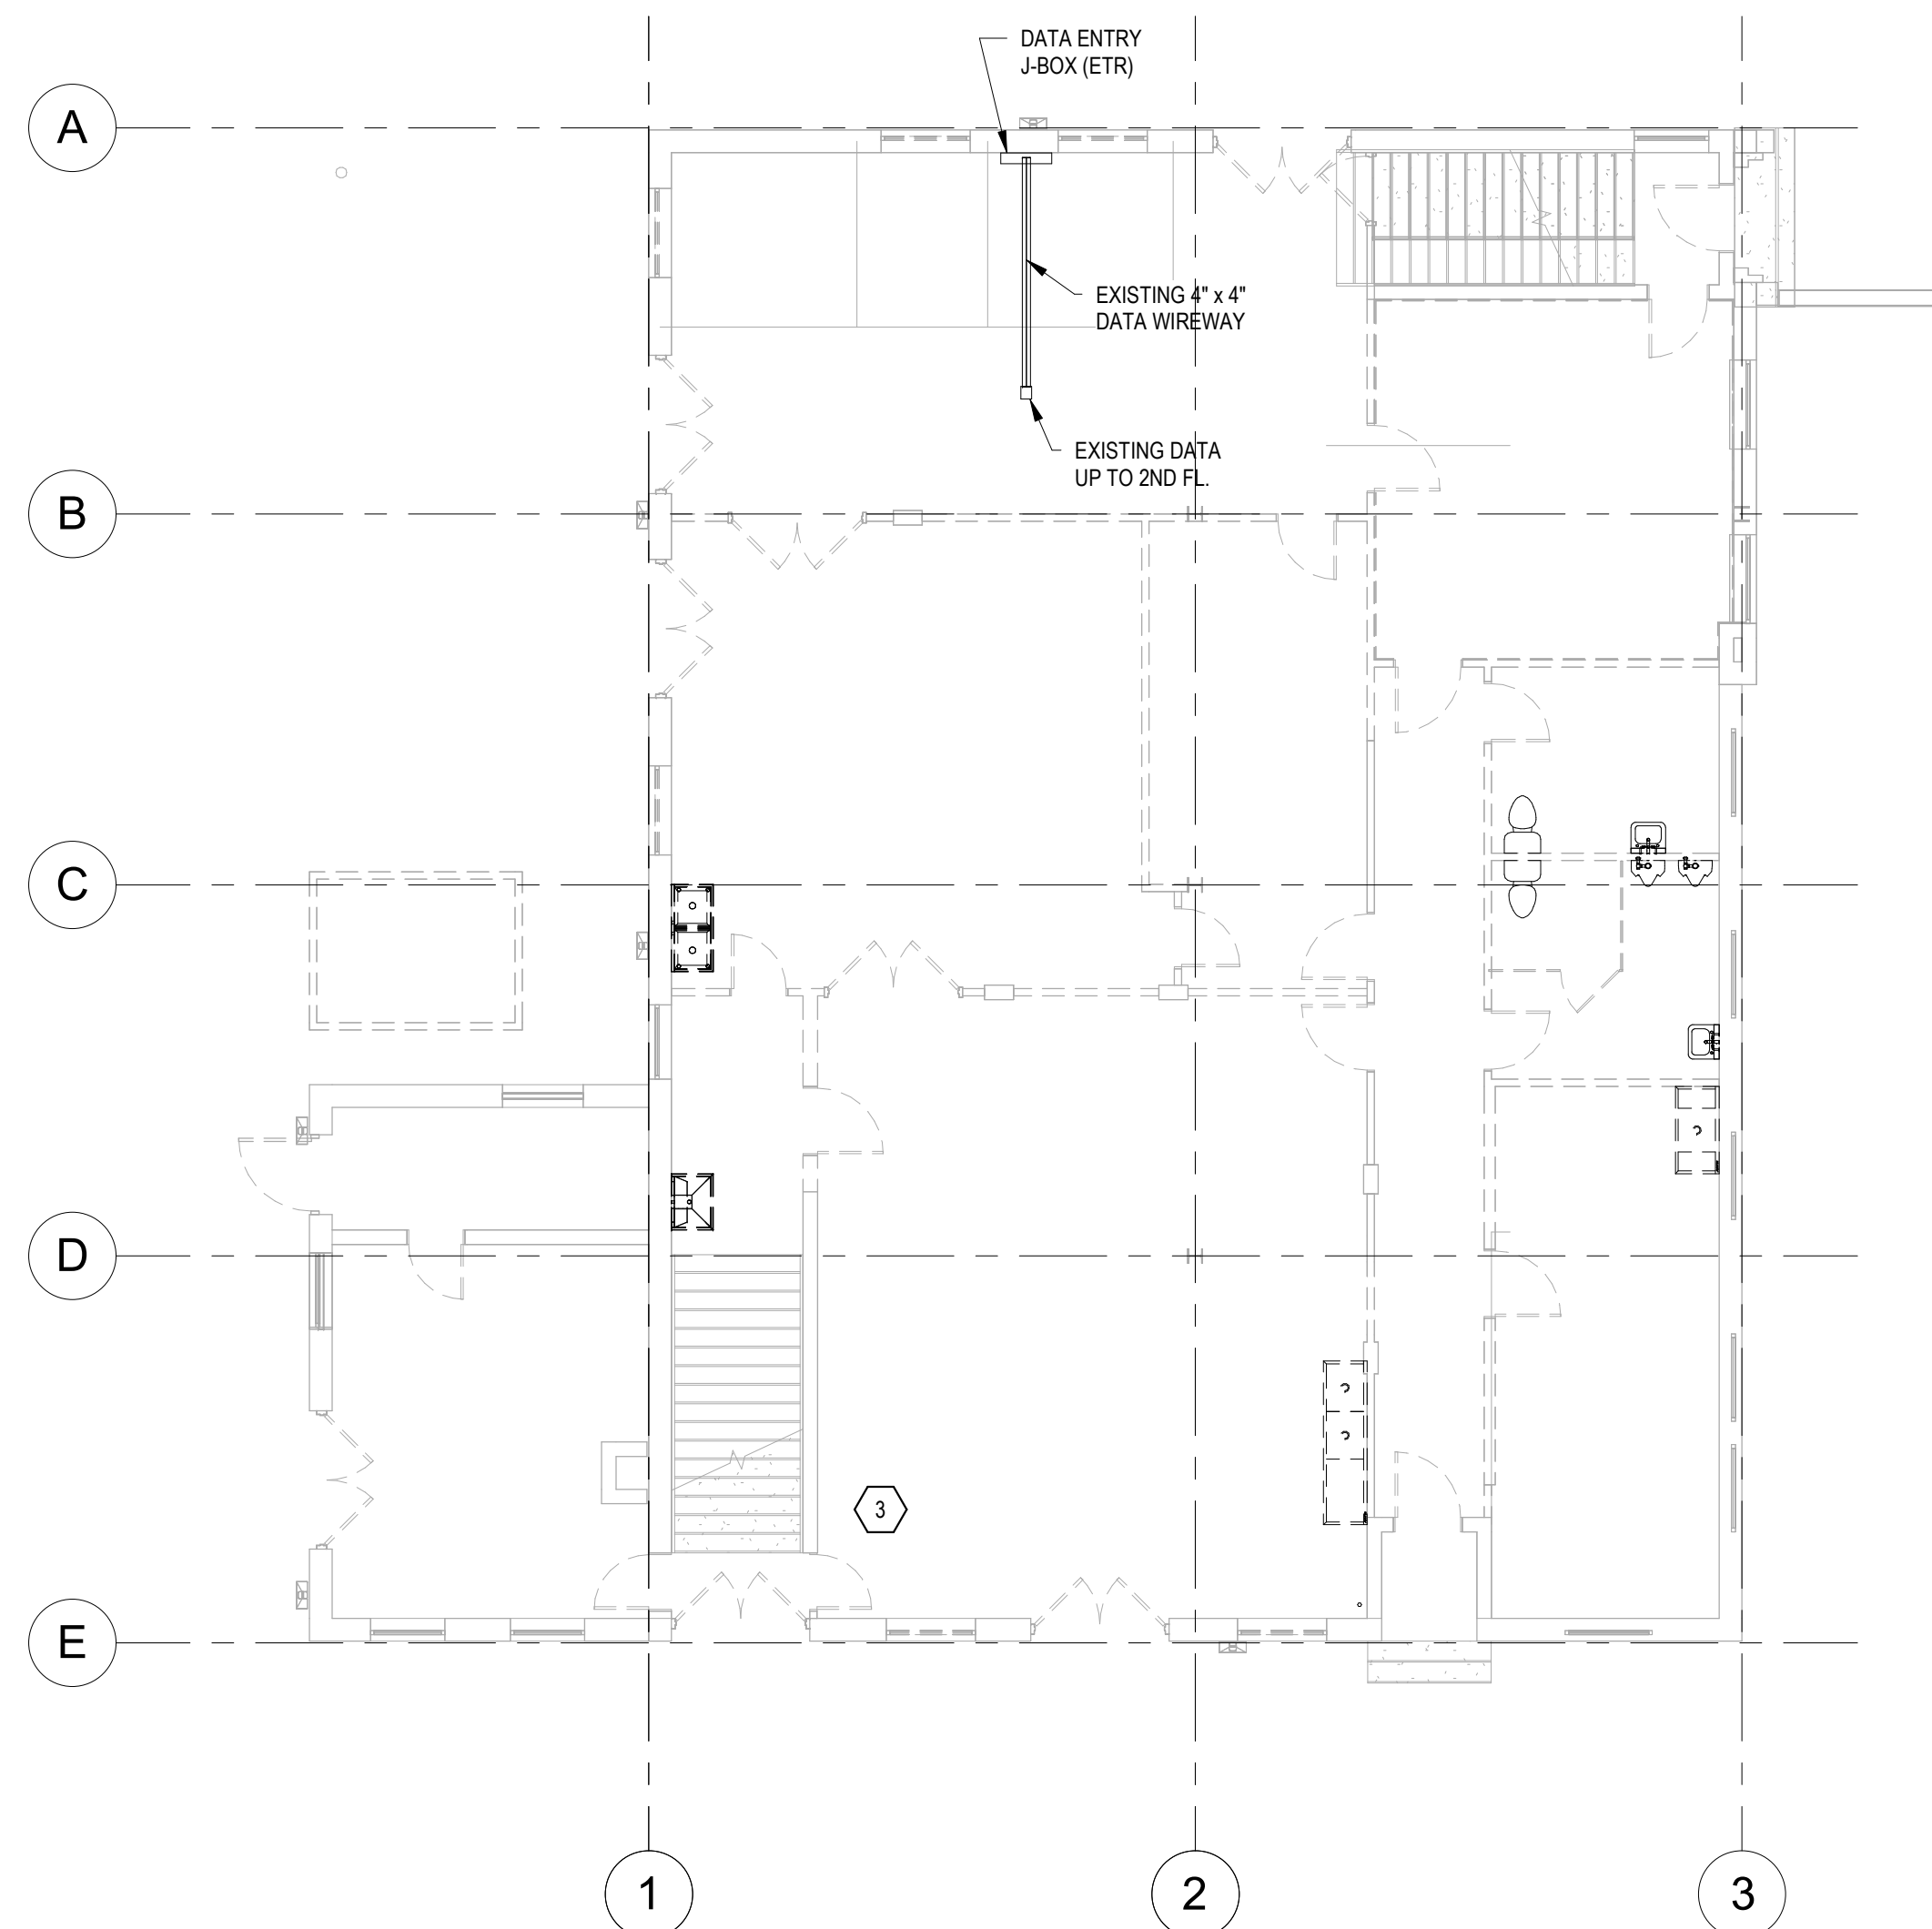 DATA ENTRY
J-BOX (ETR)
A
EXISTING 4" x 4"
DATA WIREWAY
EXISTING DATA
UP TO 2ND FL.
B
C
D
3
E
1
2
3